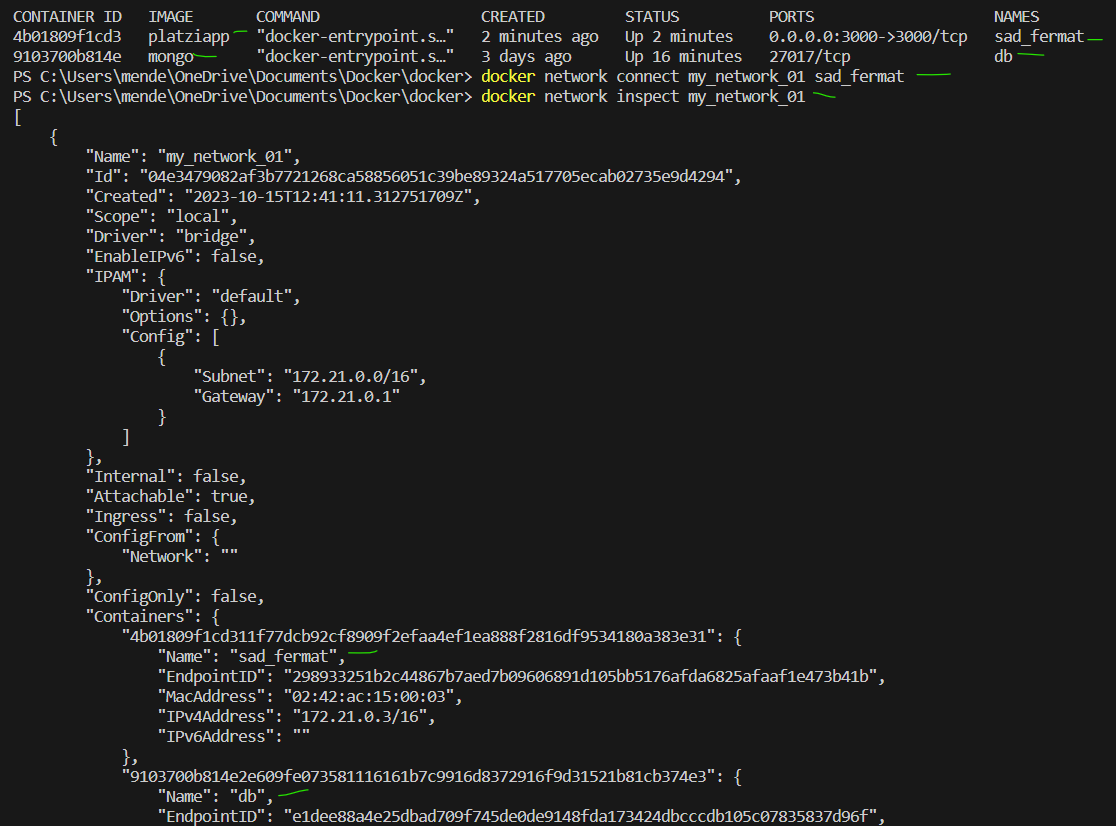 CONTAINER ID   IMAGE       COMMAND                  CREATED         STATUS          PORTS                    NAMES
4b01809f1cd3   platziapp   "docker-entrypoint.s…"   2 minutes ago   Up 2 minutes    0.0.0.0:3000->3000/tcp   sad_fermat
9103700b814e   mongo       "docker-entrypoint.s…"   3 days ago      Up 16 minutes   27017/tcp                db
PS C:\Users\mende\OneDrive\Documents\Docker\docker> docker network connect my_network_01 sad_fermat
PS C:\Users\mende\OneDrive\Documents\Docker\docker> docker network inspect my_network_01
[
    {
        "Name": "my_network_01",
        "Id": "04e3479082af3b7721268ca58856051c39be89324a517705ecab02735e9d4294",
        "Created": "2023-10-15T12:41:11.312751709Z",
        "Scope": "local",
        "Driver": "bridge",
        "EnableIPv6": false,
        "IPAM": {
            "Driver": "default",
            "Options": {},
            "Config": [
                {
                    "Subnet": "172.21.0.0/16",
                    "Gateway": "172.21.0.1"
                }
            ]
        },
        "Internal": false,
        "Attachable": true,
        "Ingress": false,
        "ConfigFrom": {
            "Network": ""
        },
        "ConfigOnly": false,
        "Containers": {
            "4b01809f1cd311f77dcb92cf8909f2efaa4ef1ea888f2816df9534180a383e31": {
                "Name": "sad_fermat",
                "EndpointID": "298933251b2c44867b7aed7b09606891d105bb5176afda6825afaaf1e473b41b",
                "MacAddress": "02:42:ac:15:00:03",
                "IPv4Address": "172.21.0.3/16",
                "IPv6Address": ""
            },
            "9103700b814e2e609fe073581116161b7c9916d8372916f9d31521b81cb374e3": {
                "Name": "db",
                "EndpointID": "e1dee88a4e25dbad709f745de0de9148fda173424dbcccdb105c07835837d96f",